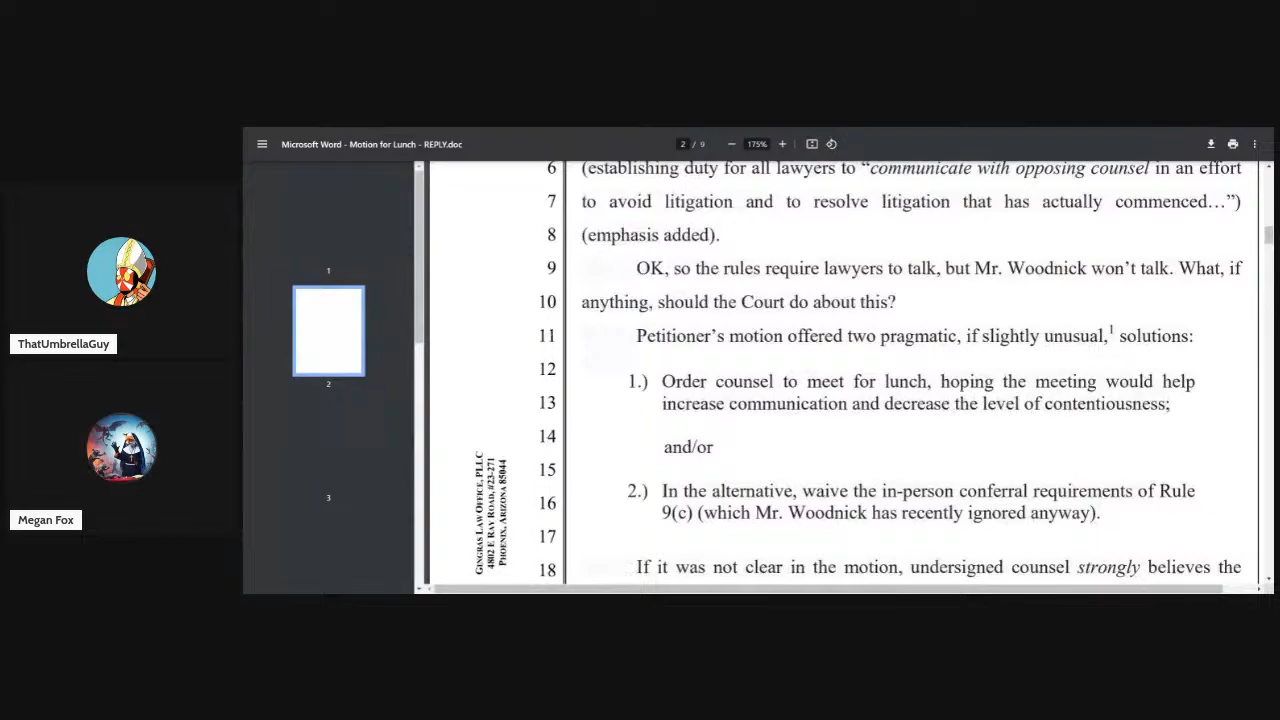 Microsoft Word - Motion for Lunch - REPLY.doc
2 / 9
175%
ThatUmbrellaGuy
Megan Fox
1
2
3
GINGRAS LAW OFFICE, PLLC
4802 E RAY ROAD, #23-271
PHOENIX, ARIZONA 85044
6 (establishing duty for all lawyers to “communicate with opposing counsel in an effort
7 to avoid litigation and to resolve litigation that has actually commenced…”)
8 (emphasis added).
9 OK, so the rules require lawyers to talk, but Mr. Woodnick won’t talk. What, if
10 anything, should the Court do about this?
11 Petitioner’s motion offered two pragmatic, if slightly unusual,1 solutions:
12
1.) Order counsel to meet for lunch, hoping the meeting would help
13 increase communication and decrease the level of contentiousness;
14
and/or
15
2.) In the alternative, waive the in-person conferral requirements of Rule
16
9(c) (which Mr. Woodnick has recently ignored anyway).
17
18 If it was not clear in the motion, undersigned counsel strongly believes the